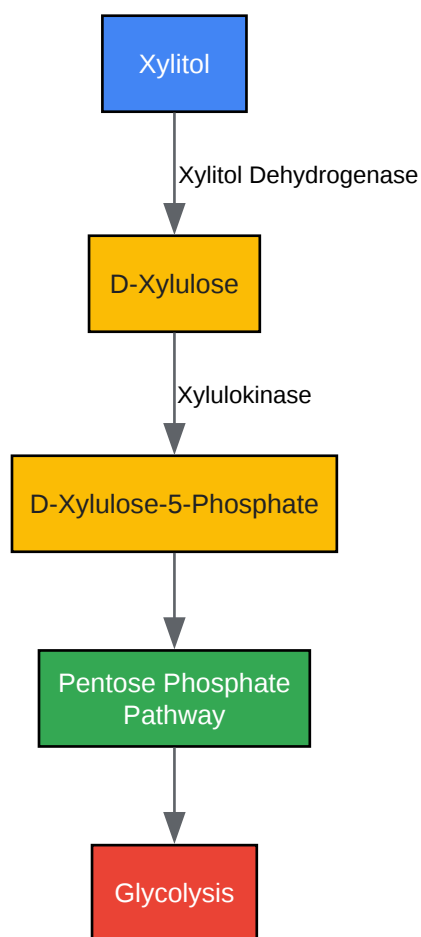 Xylitol
Xylitol Dehydrogenase
D-Xylulose
Xylulokinase
D-Xylulose-5-Phosphate
Pentose Phosphate
Pathway
Glycolysis